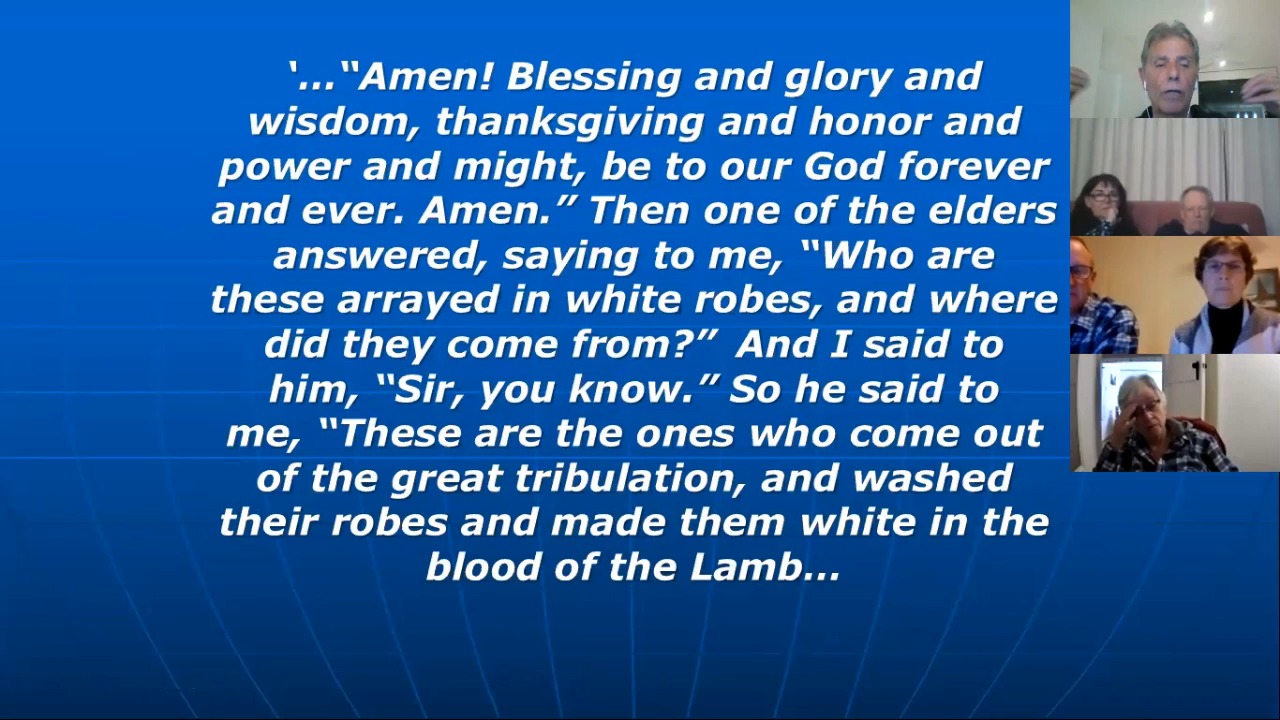 ‘...“Amen! Blessing and glory and
wisdom, thanksgiving and honor and
power and might, be to our God forever
and ever. Amen.” Then one of the elders
answered, saying to me, “Who are
these arrayed in white robes, and where
did they come from?” And I said to
him, “Sir, you know.” So he said to
me, “These are the ones who come out
of the great tribulation, and washed
their robes and made them white in the
blood of the Lamb...